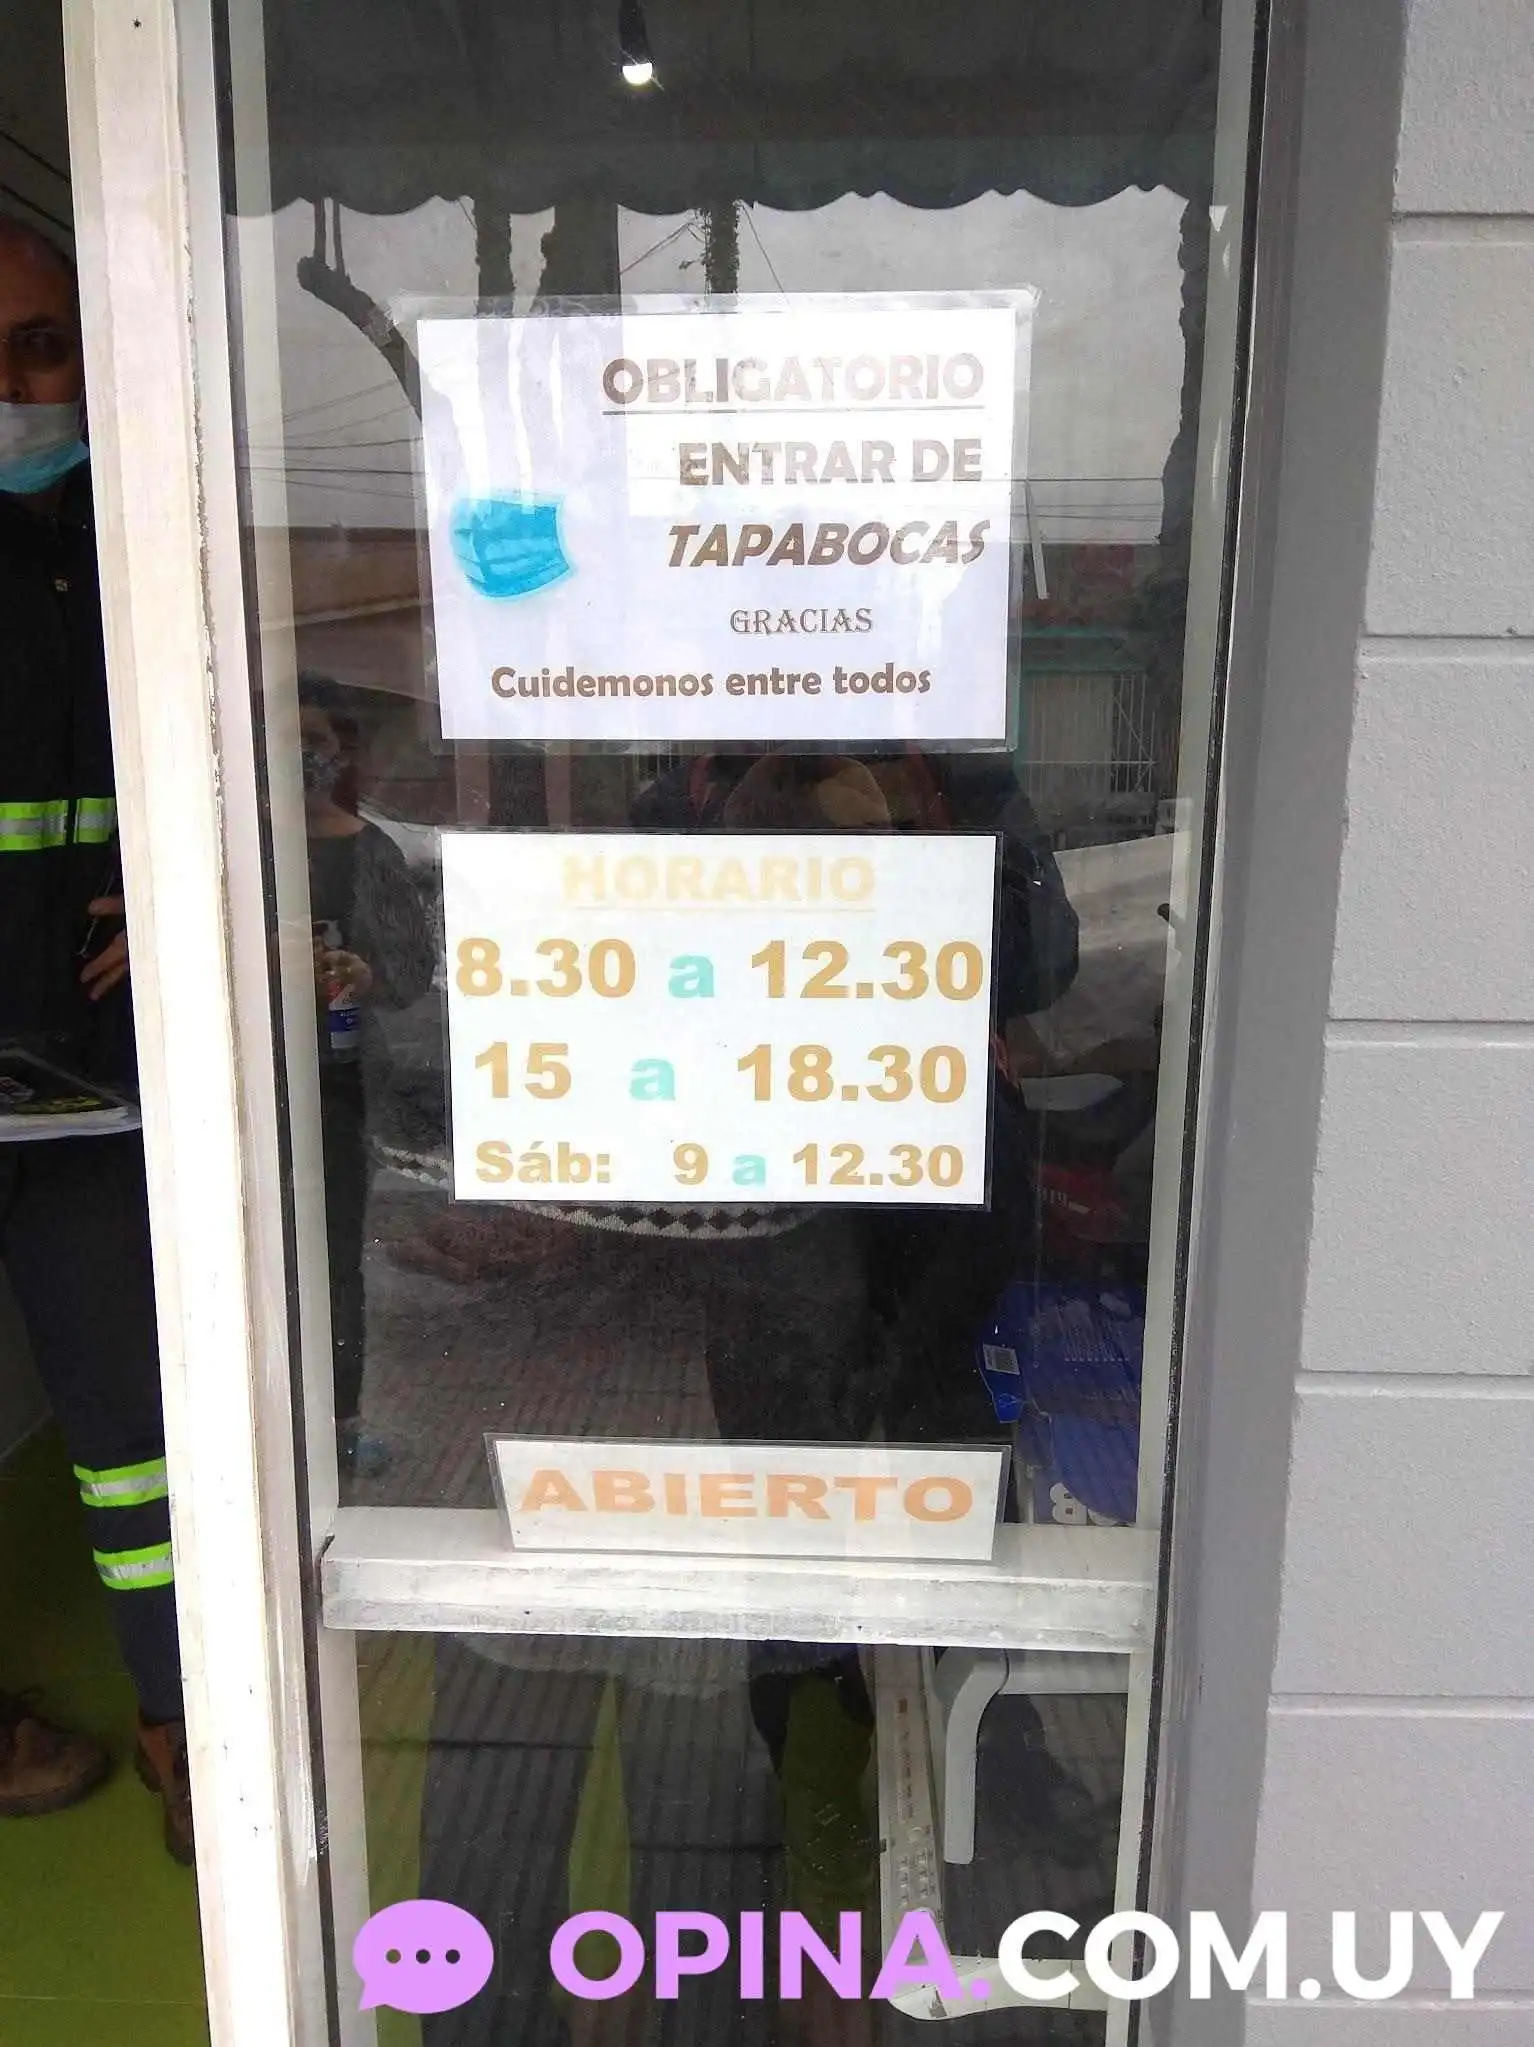 OBLIGATORIO
ENTRAR DE
TAPABOCAS
GRACIAS
Cuidemonos entre todos
HORARIO
8.30 a 12.30
15 a 18.30
Sáb: 9 a 12.30
ABIERTO
OPINA.COM.UY